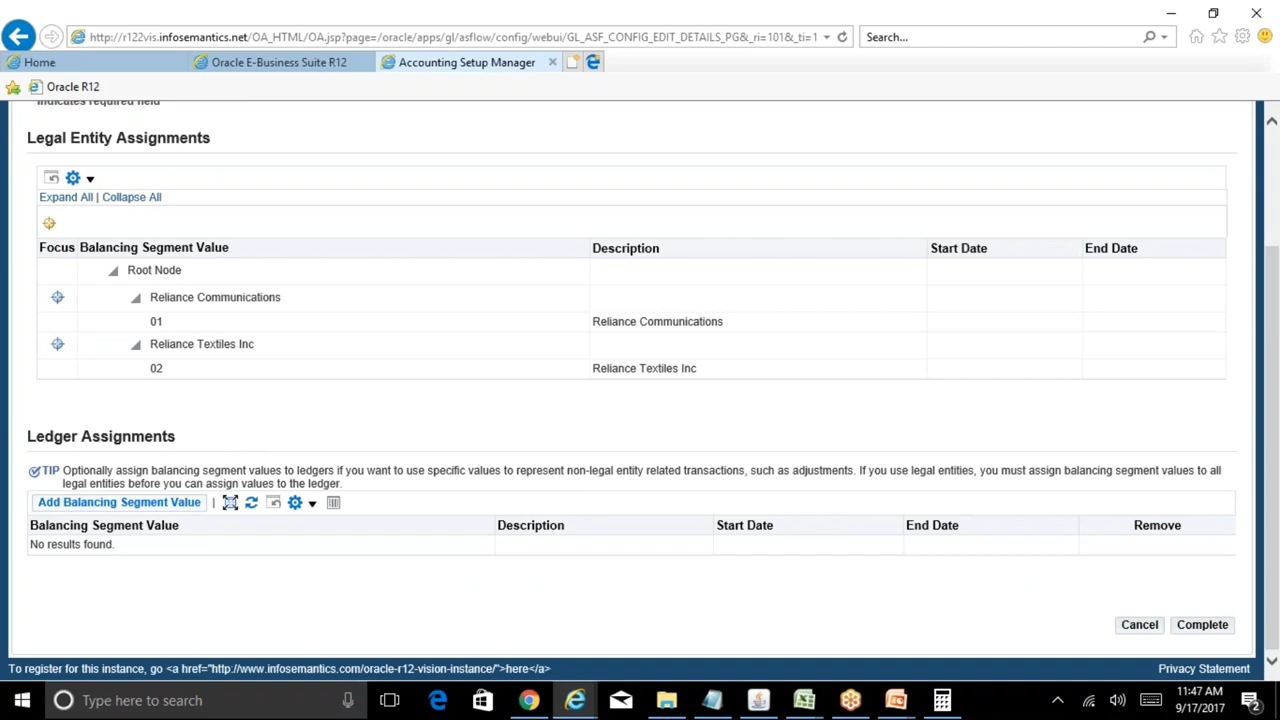 http://r122vis.infosemantics.net/OA_HTML/OA.jsp?page=/oracle/apps/gl/asflow/config/webui/GL_ASF_CONFIG_EDIT_DETAILS_PG&_ri=101&_ti=1
Search...
Home
Oracle E-Business Suite R12
Accounting Setup Manager
Oracle R12
Indicates required field
Legal Entity Assignments
Expand All | Collapse All
Focus Balancing Segment Value Description Start Date End Date
Root Node
Reliance Communications
01 Reliance Communications
Reliance Textiles Inc
02 Reliance Textiles Inc
Ledger Assignments
TIP Optionally assign balancing segment values to ledgers if you want to use specific values to represent non-legal entity related transactions, such as adjustments. If you use legal entities, you must assign balancing segment values to all
legal entities before you can assign values to the ledger.
Add Balancing Segment Value |
Balancing Segment Value Description Start Date End Date Remove
No results found.
Cancel Complete
To register for this instance, go <a href="http://www.infosemantics.com/oracle-r12-vision-instance/">here</a> Privacy Statement
Type here to search
11:47 AM
9/17/2017
2